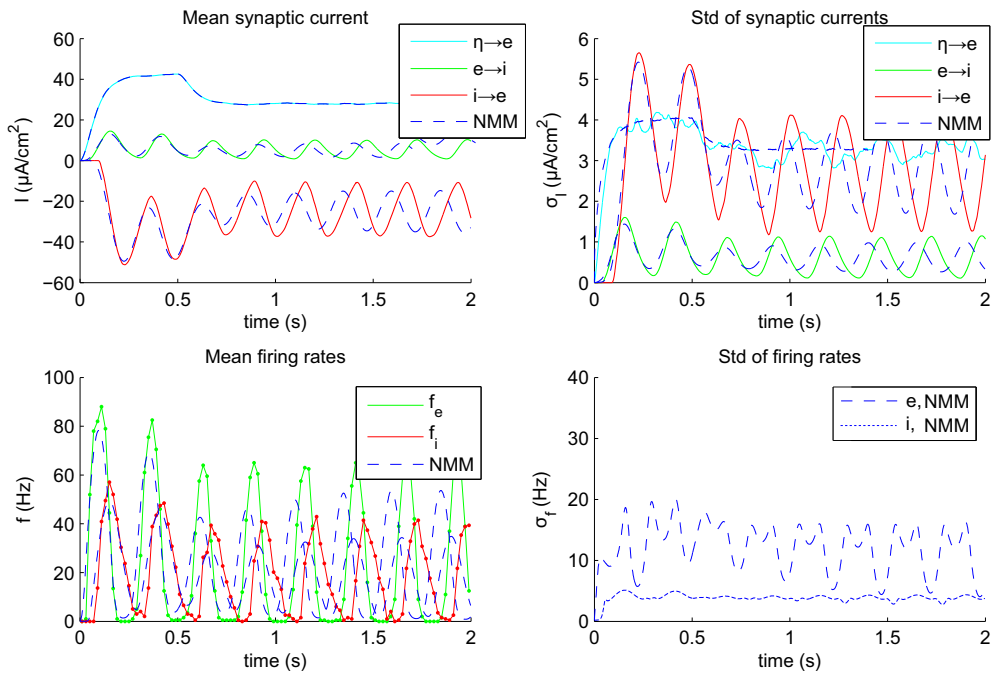 Mean synaptic current
60
40
20
0
−20
−40
−60
I (μA/cm²)
0
0.5
1
1.5
2
time (s)
η→e
e→i
i→e
NMM
Std of synaptic currents
6
5
4
3
2
1
0
σ_I (μA/cm²)
0
0.5
1
1.5
2
time (s)
η→e
e→i
i→e
NMM
Mean firing rates
100
80
60
40
20
0
f (Hz)
0
0.5
1
1.5
2
time (s)
f_e
f_i
NMM
Std of firing rates
40
30
20
10
0
σ_f (Hz)
0
0.5
1
1.5
2
time (s)
e, NMM
i, NMM